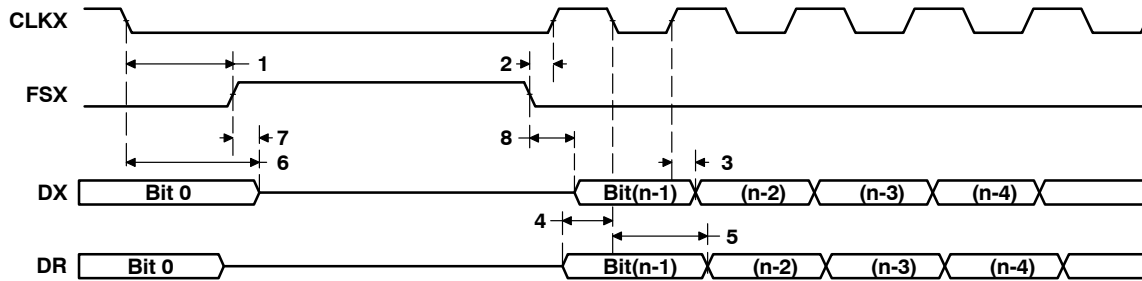 CLKX
1 2
FSX
7 8
6 3
DX Bit 0 Bit(n-1) (n-2) (n-3) (n-4)
4 5
DR Bit 0 Bit(n-1) (n-2) (n-3) (n-4)